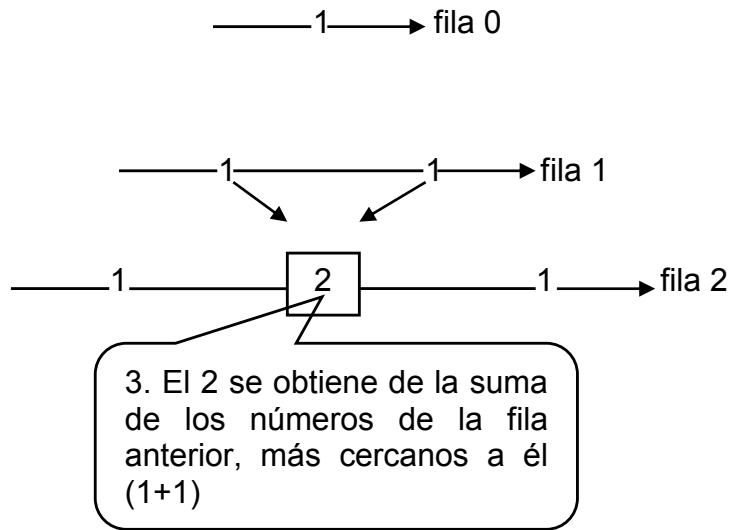 1 fila 0
1 1 fila 1
1 2 1 fila 2
3. El 2 se obtiene de la suma
de los números de la fila
anterior, más cercanos a él
(1+1)